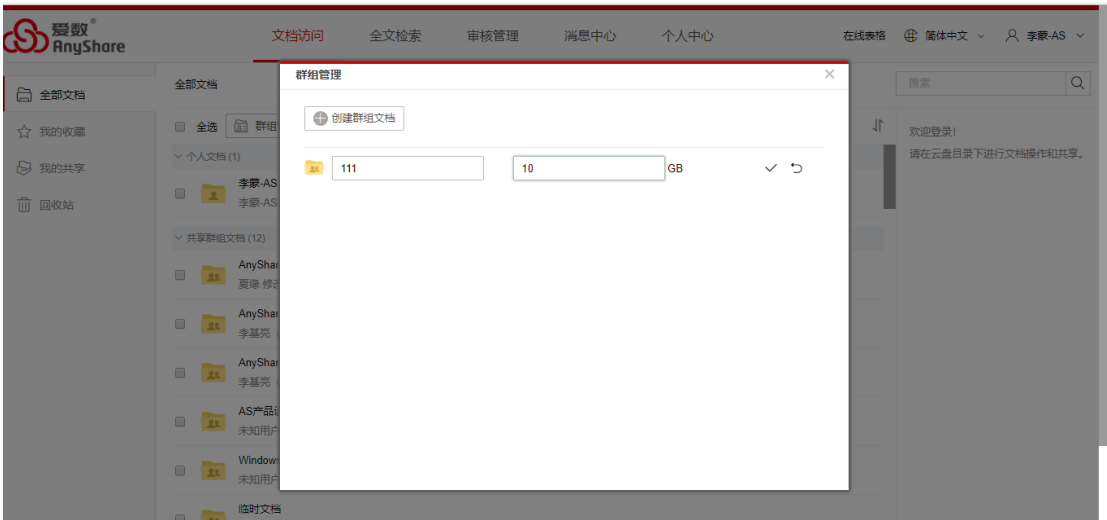 爱数®
AnyShare
文档访问 全文检索 审核管理 消息中心 个人中心 在线表格 简体中文 李蒙-AS
全部文档
我的收藏
我的共享
回收站
全部文档
搜索
全选 群组
个人文档 (1)
李蒙-AS
李蒙-AS
共享群组文档 (12)
AnyShar
夏缘 修改
AnyShar
李基亮
AnyShar
李基亮
AS产品
未知用户
Window
未知用户
临时文档
群组管理
创建群组文档
111 10 GB
欢迎登录!
请在云盘目录下进行文档操作和共享。